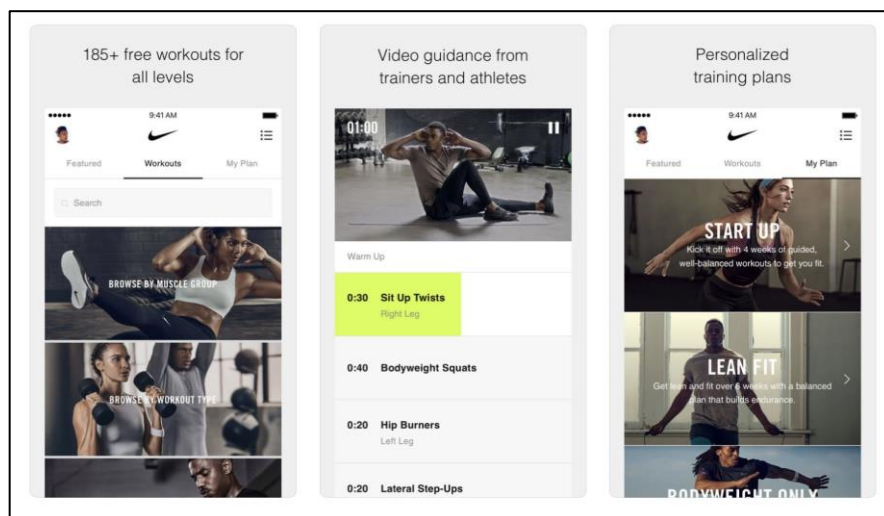 185+ free workouts for
all levels
9:41 AM
Featured
Workouts
My Plan
Search
BROWSE BY MUSCLE GROUP
BROWSE BY WORKOUT TYPE
Video guidance from
trainers and athletes
01:00
Warm Up
0:30 Sit Up Twists
Right Leg
0:40 Bodyweight Squats
0:20 Hip Burners
Left Leg
0:20 Lateral Step-Ups
Personalized
training plans
9:41 AM
Featured
Workouts
My Plan
START UP
Kick it off with 4 weeks of guided,
well-balanced workouts to get you fit.
LEAN FIT
Get lean and fit over 6 weeks with a balanced
plan that builds endurance.
BODYWEIGHT ONLY